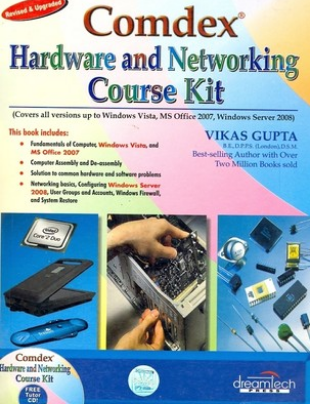 Revised & Upgraded
Comdex®
Hardware and Networking
Course Kit
(Covers all versions up to Windows Vista, MS Office 2007, Windows Server 2008)
This book includes:
Fundamentals of Computer, Windows Vista, and
MS Office 2007
Computer Assembly and De-assembly
Solution to common hardware and software problems
Networking basics, Configuring Windows Server
2008, User Groups and Accounts, Windows Firewall,
and System Restore
VIKAS GUPTA
B.E., D.P.P.S. (London), D.S.M.
Best-selling Author with Over
Two Million Books sold
intel
Core 2 Duo
Comdex®
Hardware and Networking
Course Kit
FREE
Tutor
CD!
dreamtech
PRESS